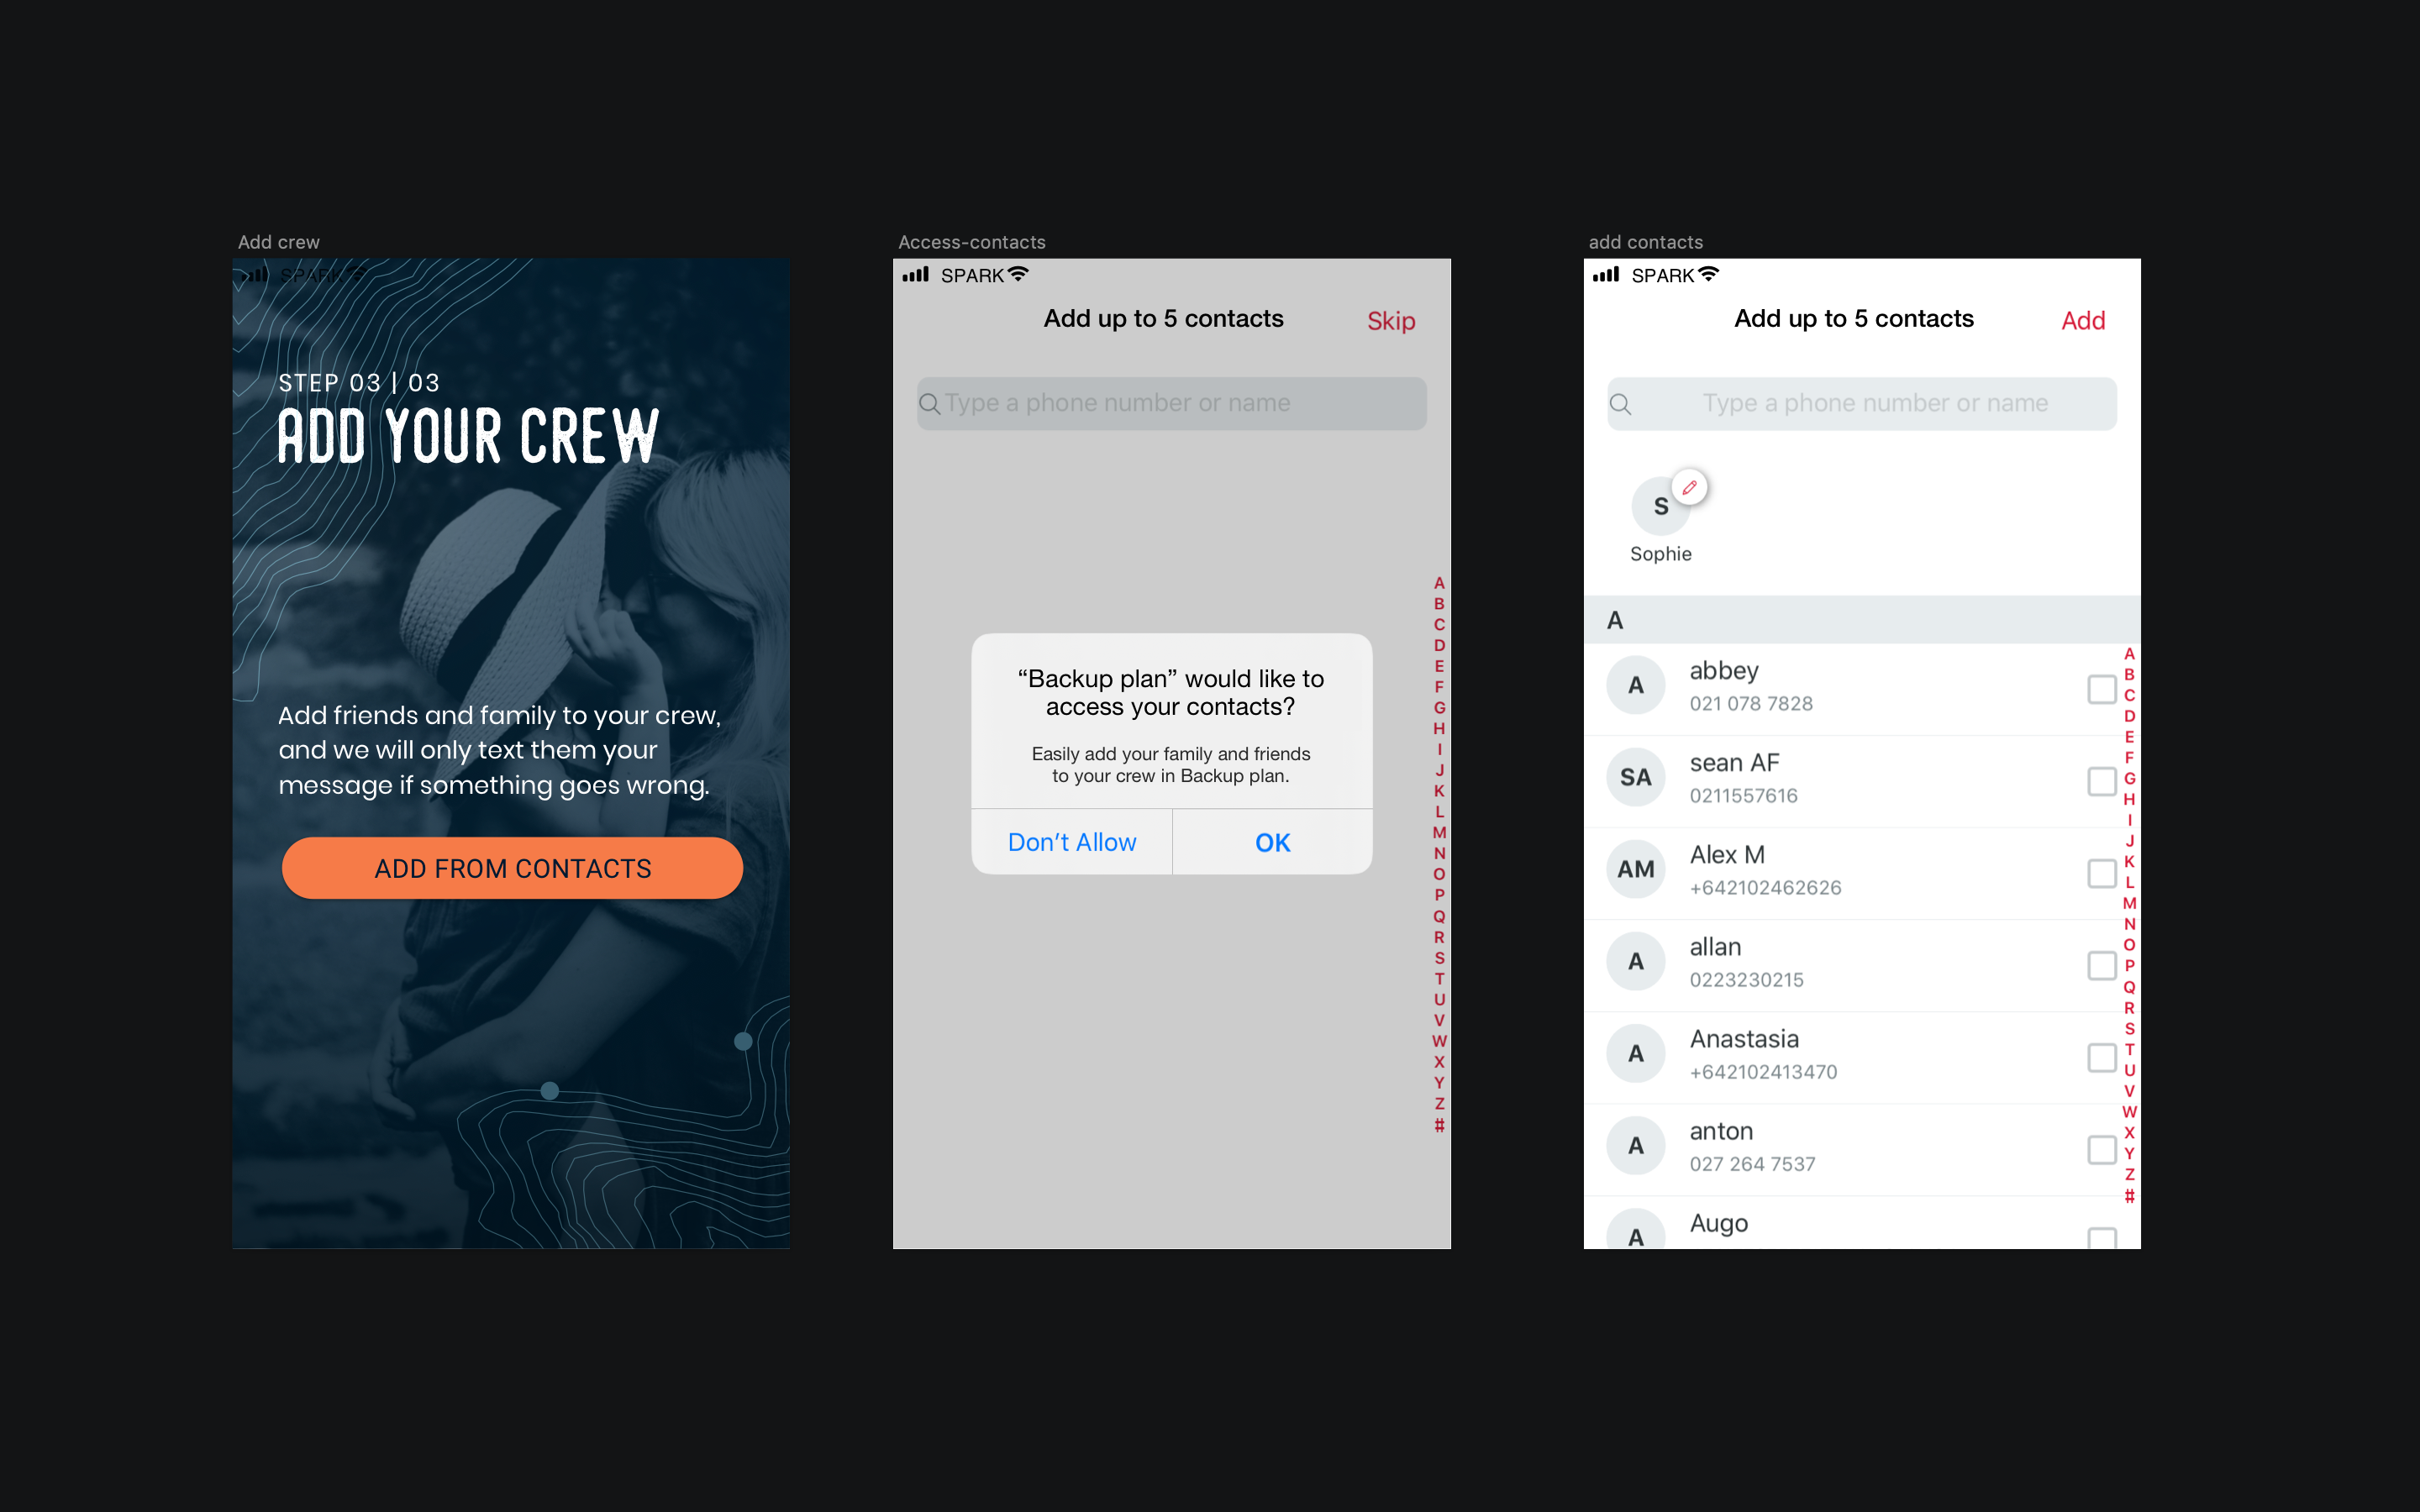 Add crew
SPARK
STEP 03 | 03
ADD YOUR CREW
Add friends and family to your crew,
and we will only text them your
message if something goes wrong.
ADD FROM CONTACTS
Access-contacts
SPARK
Add up to 5 contacts
Skip
Type a phone number or name
“Backup plan” would like to
access your contacts?
Easily add your family and friends
to your crew in Backup plan.
Don’t Allow
OK
A
B
C
D
E
F
G
H
I
J
K
L
M
N
O
P
Q
R
S
T
U
V
W
X
Y
Z
#
add contacts
SPARK
Add up to 5 contacts
Add
Type a phone number or name
S
Sophie
A
A
abbey
021 078 7828
SA
sean AF
0211557616
AM
Alex M
+642102462626
A
allan
0223230215
A
Anastasia
+642102413470
A
anton
027 264 7537
A
Augo
A
B
C
D
E
F
G
H
I
J
K
L
M
N
O
P
Q
R
S
T
U
V
W
X
Y
Z
#